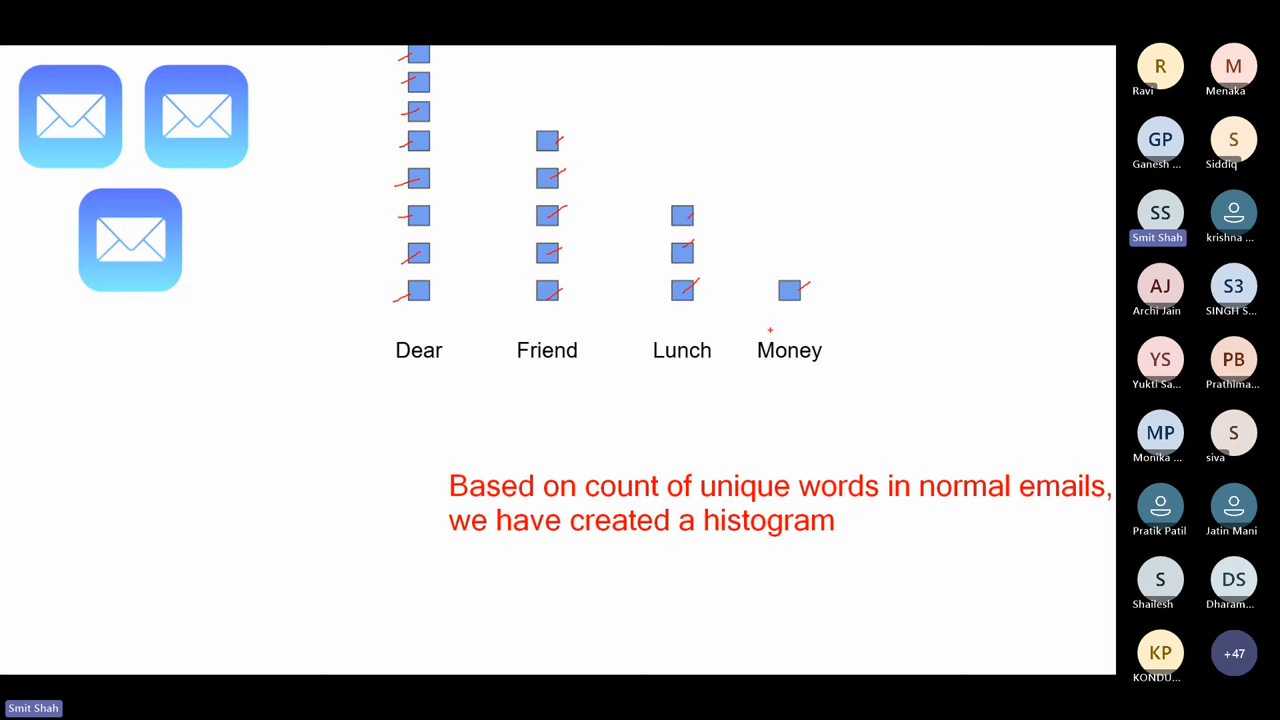 Dear Friend Lunch Money
Based on count of unique words in normal emails,
we have created a histogram
R M
Ravi Menaka
GP S
Ganesh ... Siddiq
SS
Smit Shah krishna ...
AJ S3
Archi Jain SINGH S...
YS PB
Yukti Sa... Prathima...
MP S
Monika ... siva
Pratik Patil Jatin Mani
S DS
Shailesh Dharam...
KP +47
KONDU...
Smit Shah